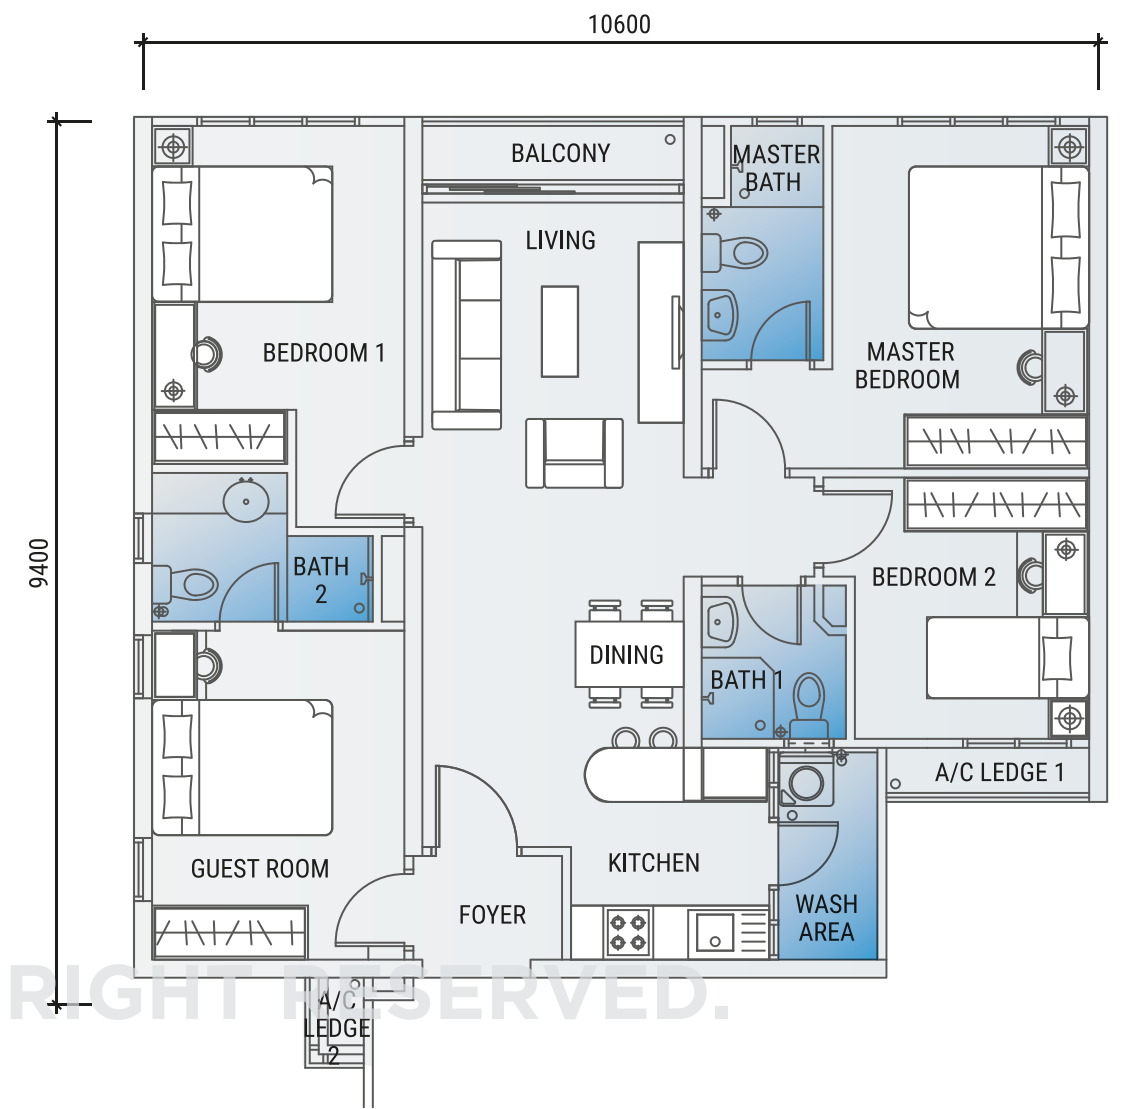 10600
BALCONY
MASTER
BATH
LIVING
BEDROOM 1
MASTER
BEDROOM
9400
BATH
2
BEDROOM 2
DINING
BATH 1
A/C LEDGE 1
GUEST ROOM
KITCHEN
FOYER
WASH
AREA
RIGHT RESERVED.
A/C
LEDGE
2